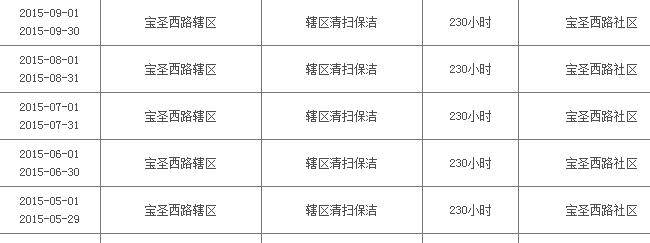 2015-09-01
2015-09-30
宝圣西路辖区
辖区清扫保洁
230小时
宝圣西路社区
2015-08-01
2015-08-31
宝圣西路辖区
辖区清扫保洁
230小时
宝圣西路社区
2015-07-01
2015-07-31
宝圣西路辖区
辖区清扫保洁
230小时
宝圣西路社区
2015-06-01
2015-06-30
宝圣西路辖区
辖区清扫保洁
230小时
宝圣西路社区
2015-05-01
2015-05-29
宝圣西路辖区
辖区清扫保洁
230小时
宝圣西路社区